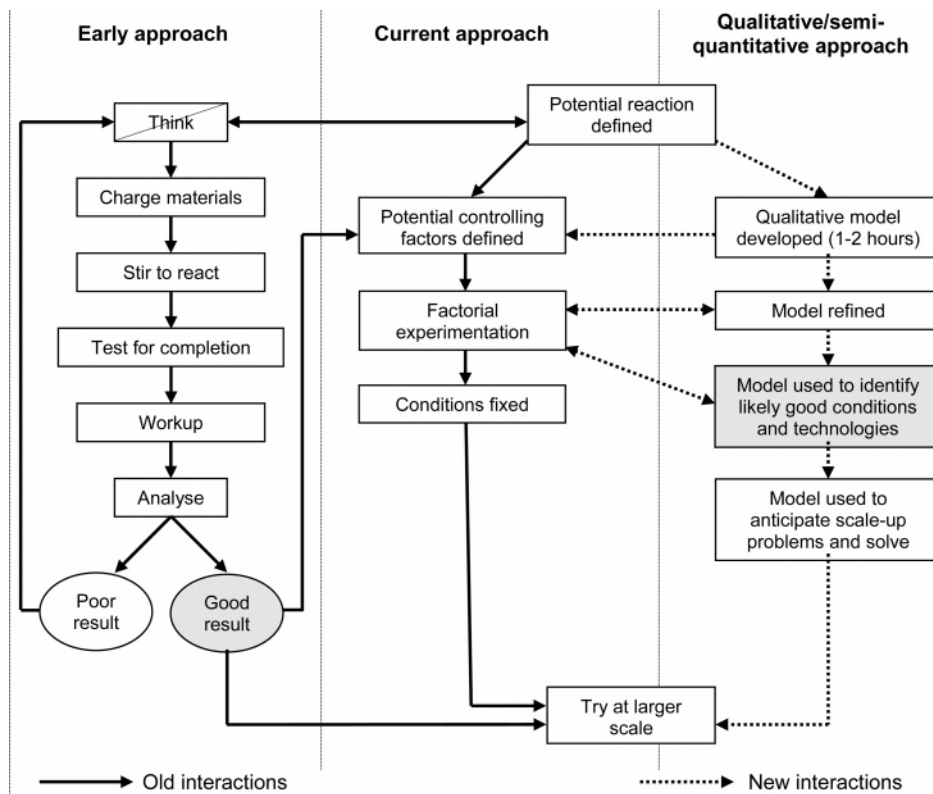 Early approach
Current approach
Qualitative/semi-
quantitative approach
Think
Charge materials
Stir to react
Test for completion
Workup
Analyse
Poor
result
Good
result
Potential reaction
defined
Potential controlling
factors defined
Factorial
experimentation
Conditions fixed
Qualitative model
developed (1-2 hours)
Model refined
Model used to identify
likely good conditions
and technologies
Model used to
anticipate scale-up
problems and solve
Try at larger
scale
Old interactions
New interactions